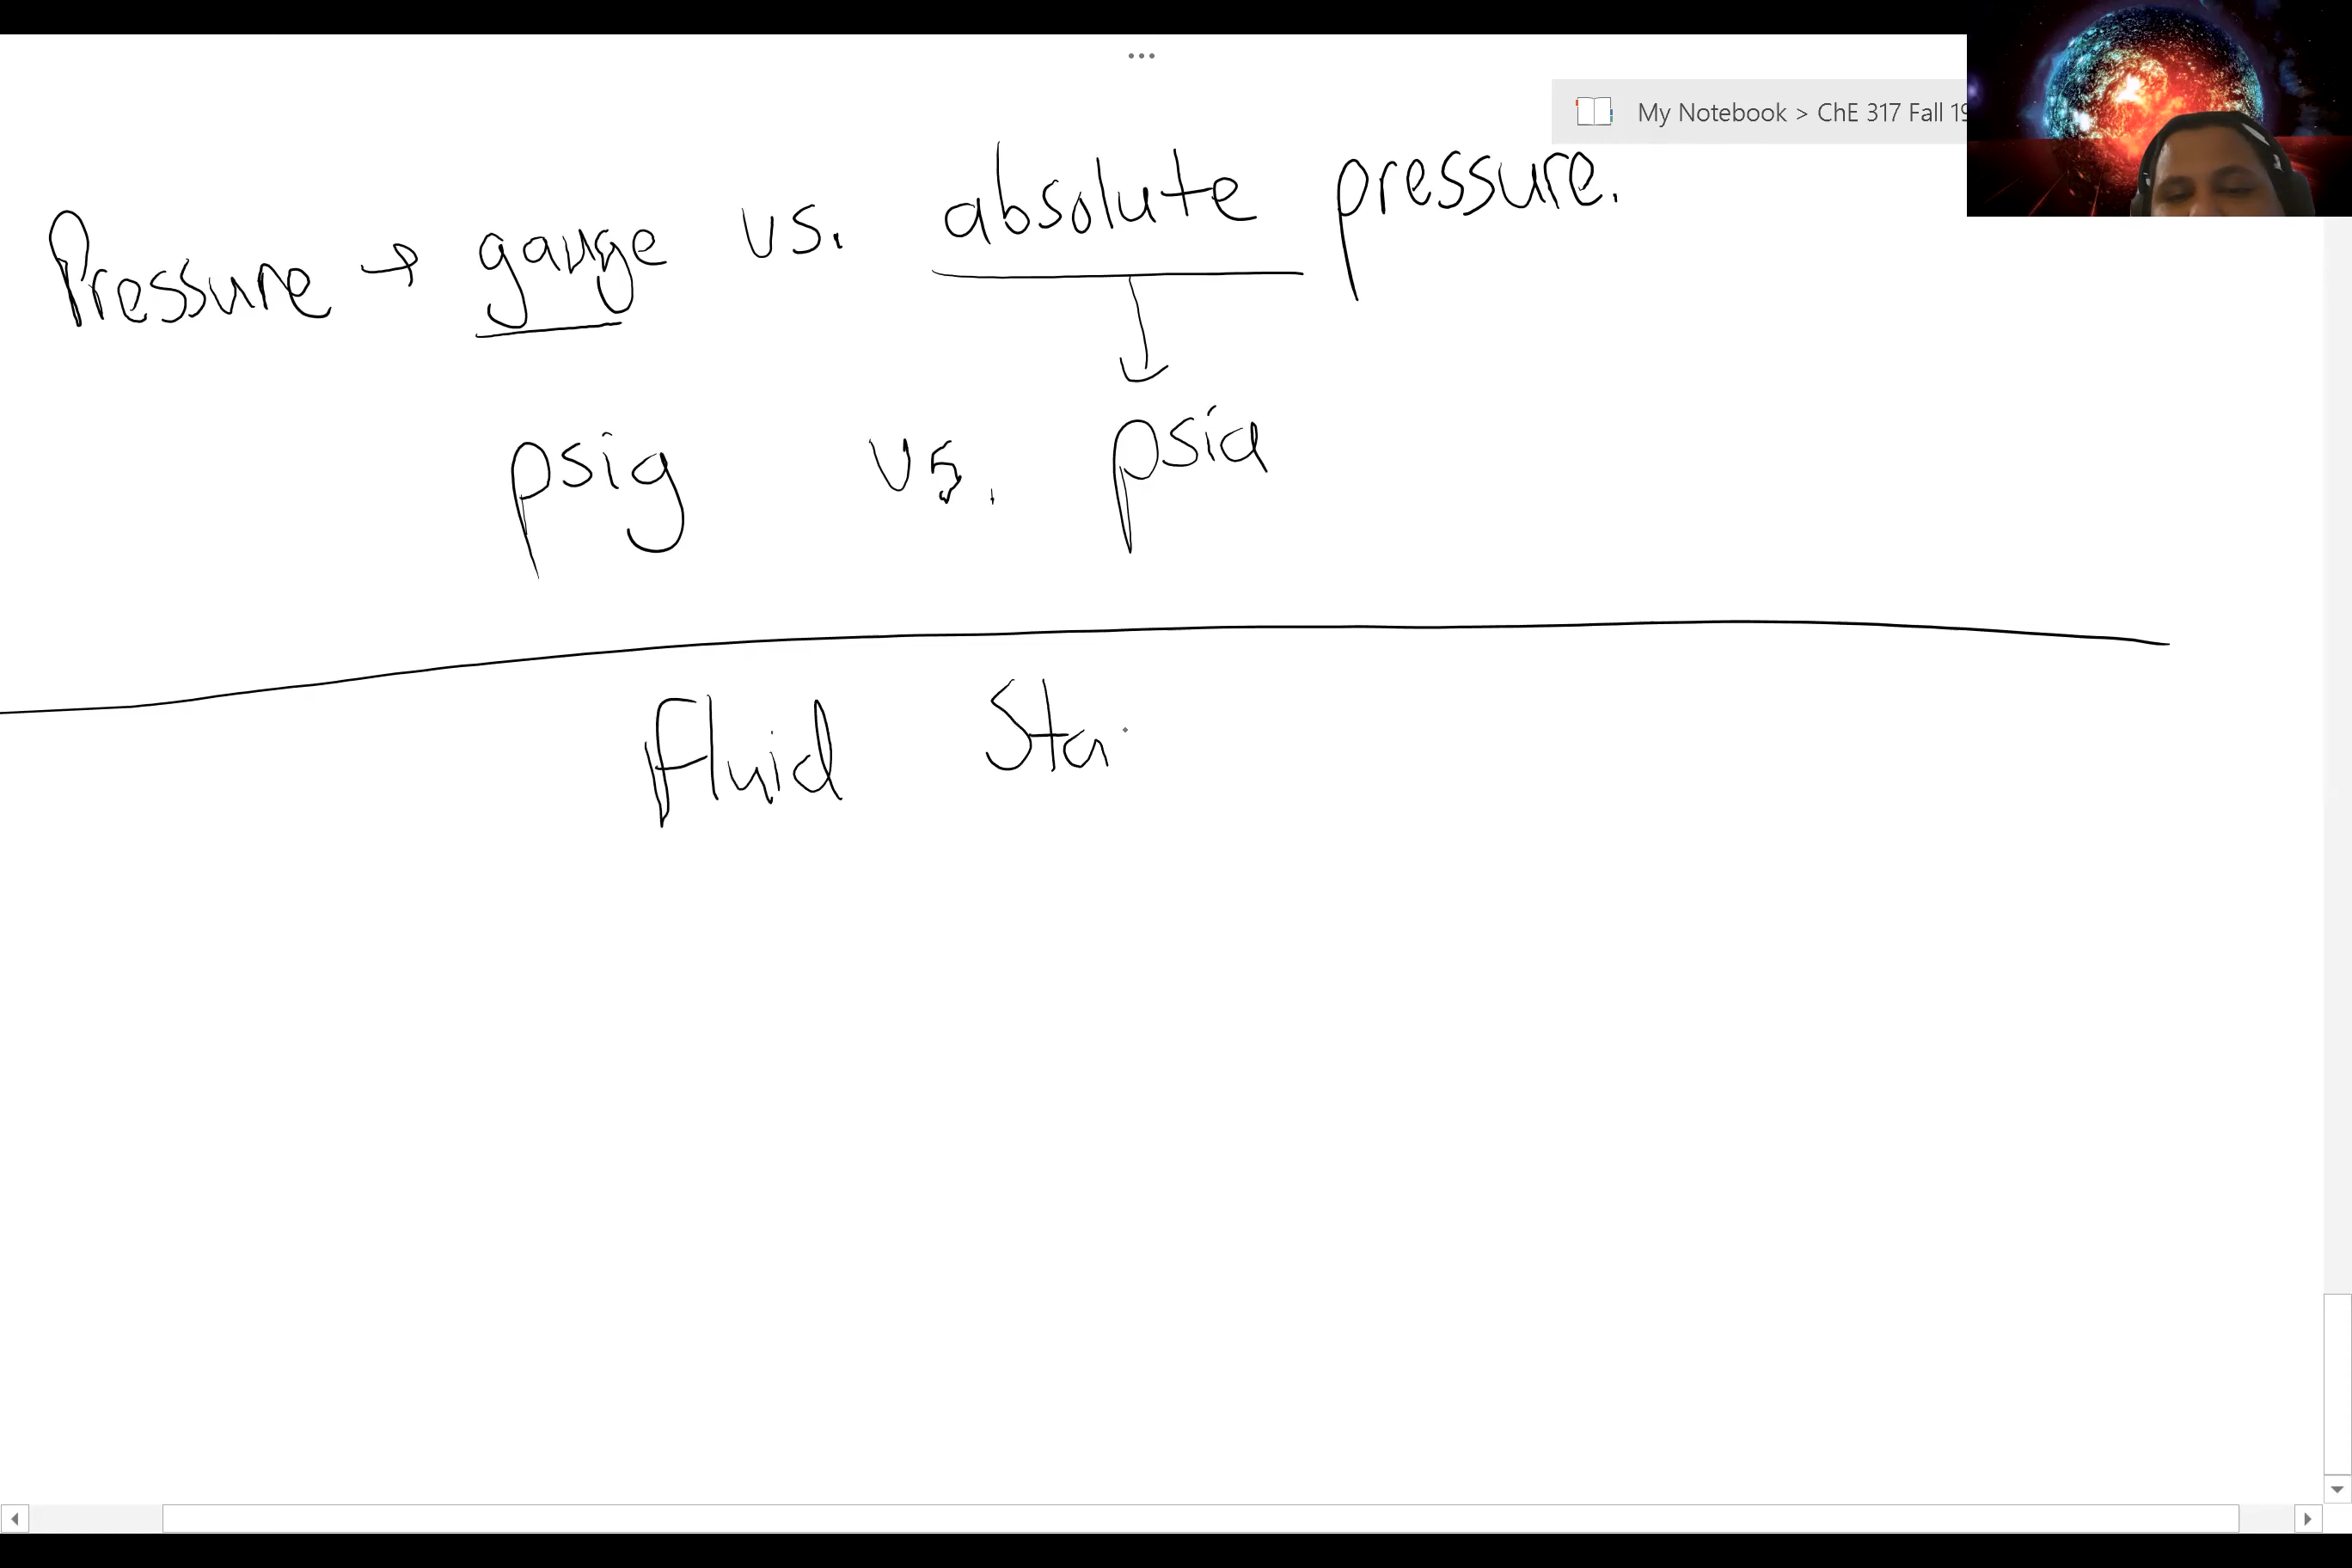 My Notebook > ChE 317 Fall 19
Pressure → gauge vs. absolute pressure.
psig vs. psia
Fluid Sta